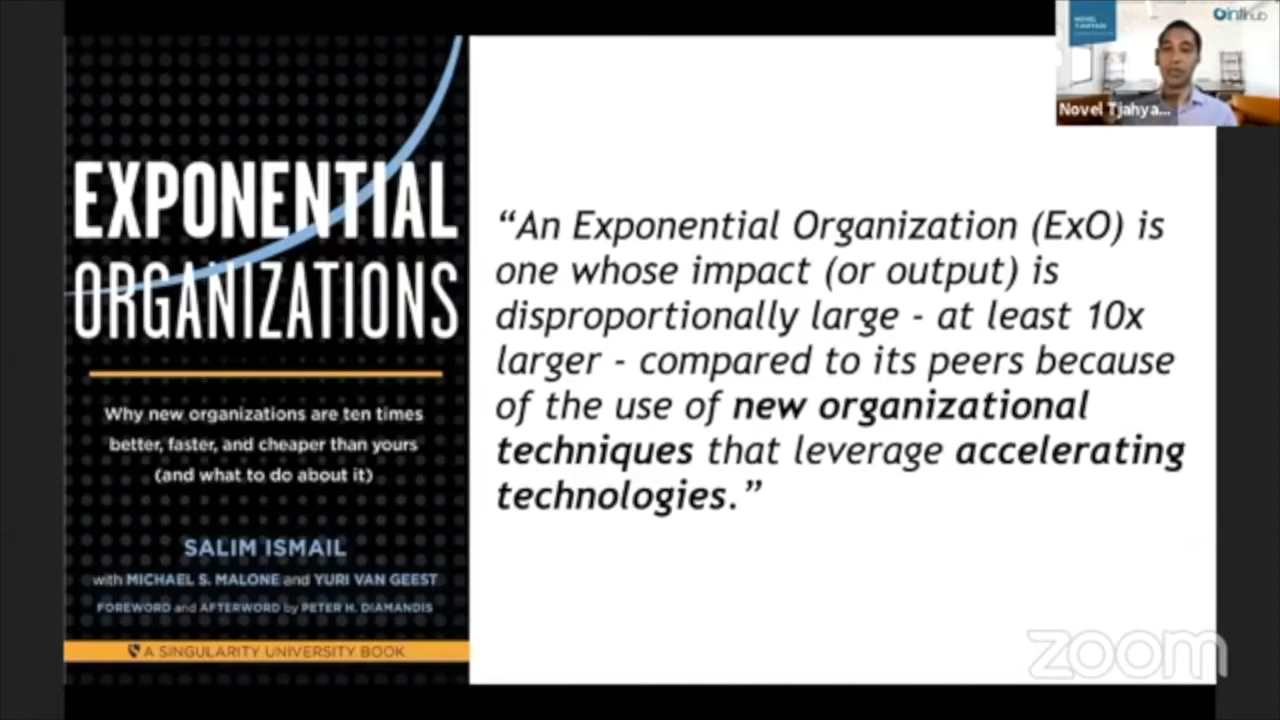 EXPONENTIAL
ORGANIZATIONS
Why new organizations are ten times
better, faster, and cheaper than yours
(and what to do about it)
SALIM ISMAIL
with MICHAEL S. MALONE and YURI VAN GEEST
FOREWORD and AFTERWORD by PETER H. DIAMANDIS
A SINGULARITY UNIVERSITY BOOK
“An Exponential Organization (ExO) is
one whose impact (or output) is
disproportionally large - at least 10x
larger - compared to its peers because
of the use of new organizational
techniques that leverage accelerating
technologies.”
NOVEL
Novel Tjahya...
zoom